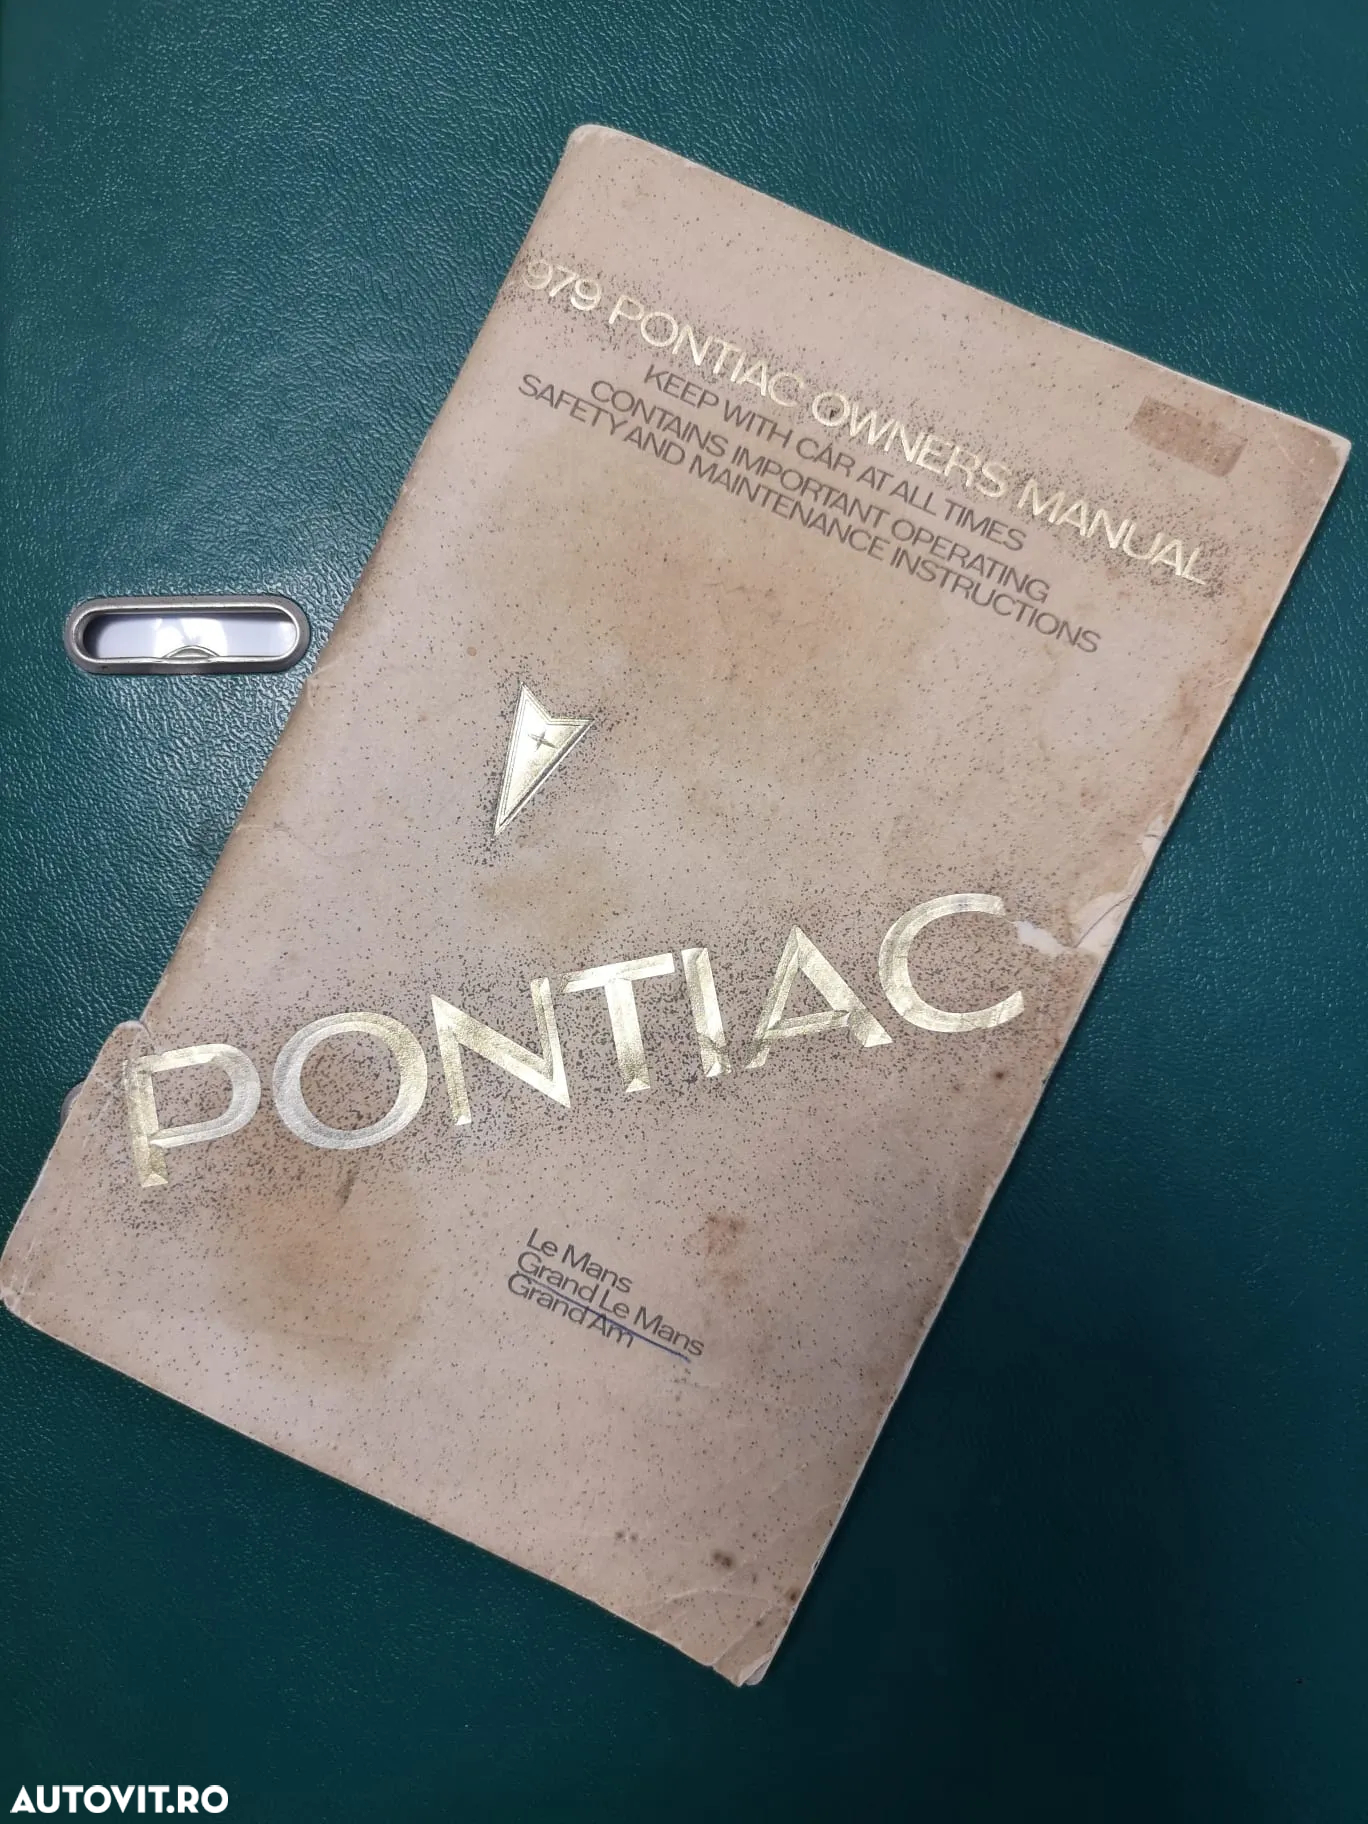 979 PONTIAC OWNERS MANUAL
KEEP WITH CAR AT ALL TIMES
CONTAINS IMPORTANT OPERATING
SAFETY AND MAINTENANCE INSTRUCTIONS
PONTIAC
Le Mans
Grand Le Mans
Grand Am
AUTOVIT.RO